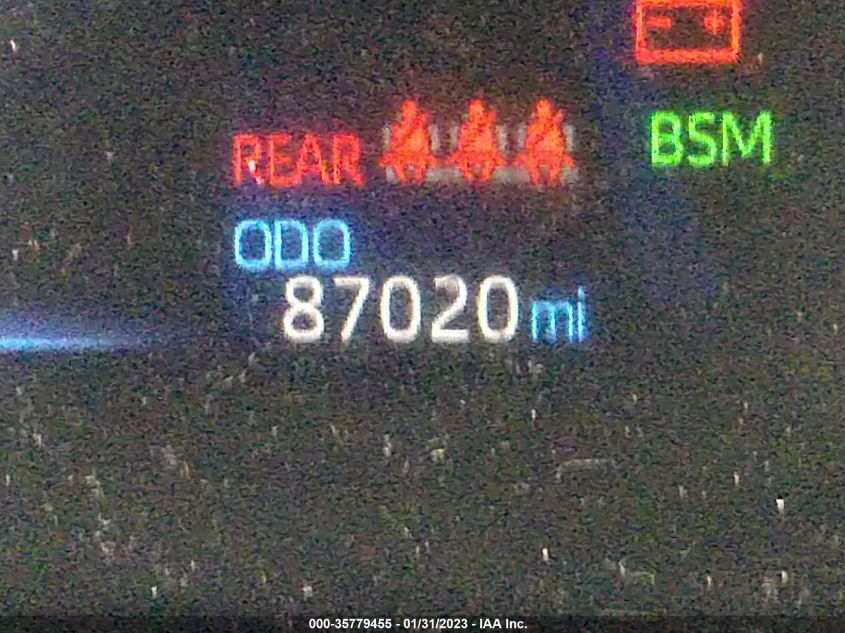 REAR
BSM
ODO
87020 mi
000-35779455 - 01/31/2023 - IAA Inc.